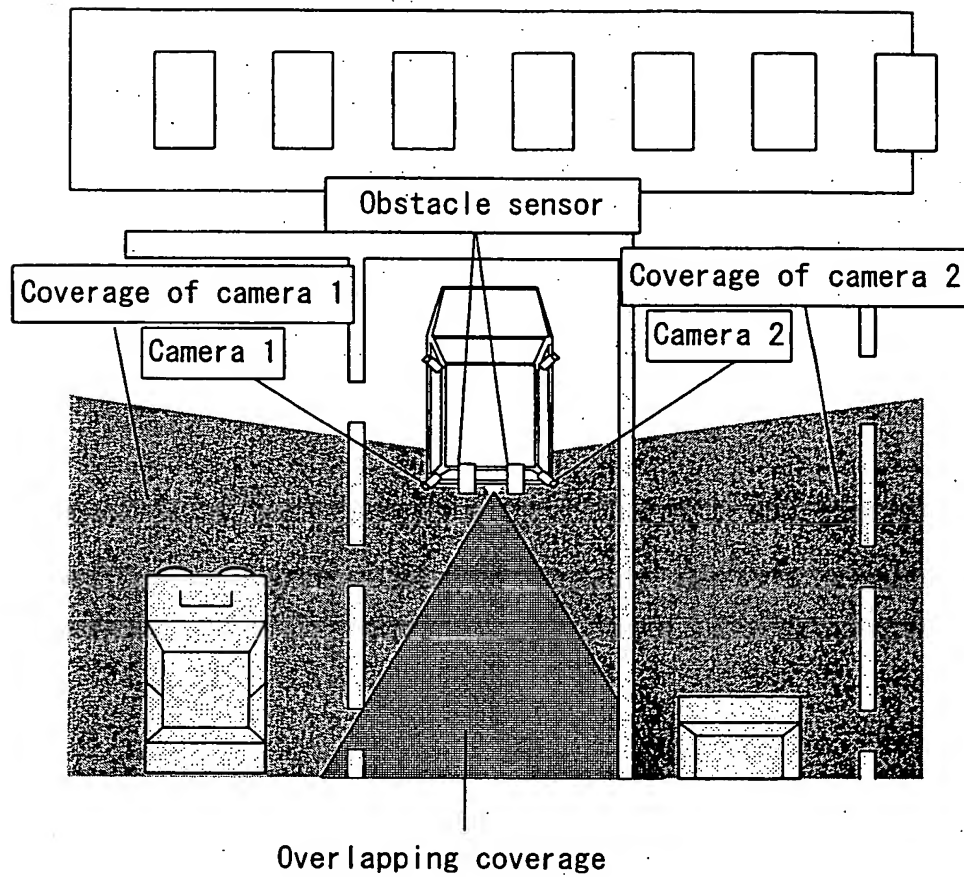 Obstacle sensor
Coverage of camera 1
Coverage of camera 2
Camera 1
Camera 2
Overlapping coverage